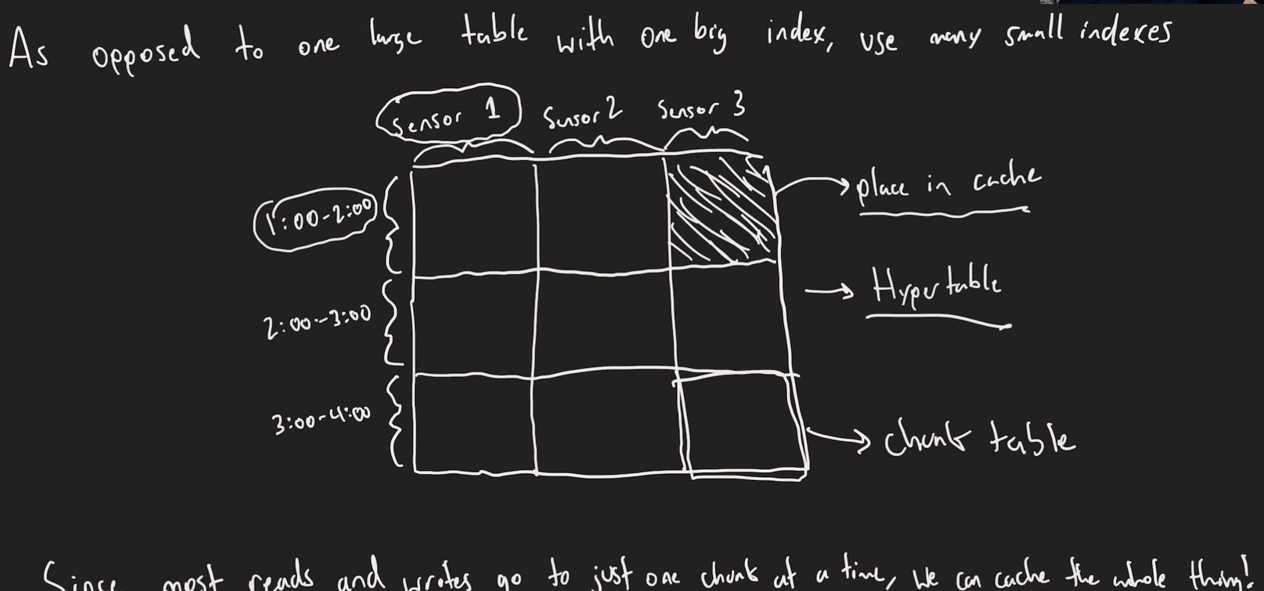 As opposed to one large table with one big index, use many small indexes
Sensor 1 Sensor 2 Sensor 3
1:00-2:00 place in cache
Hypertable
2:00-3:00
3:00-4:00 chunk table
Since most reads and writes go to just one chunk at a time, we can cache the whole thing!